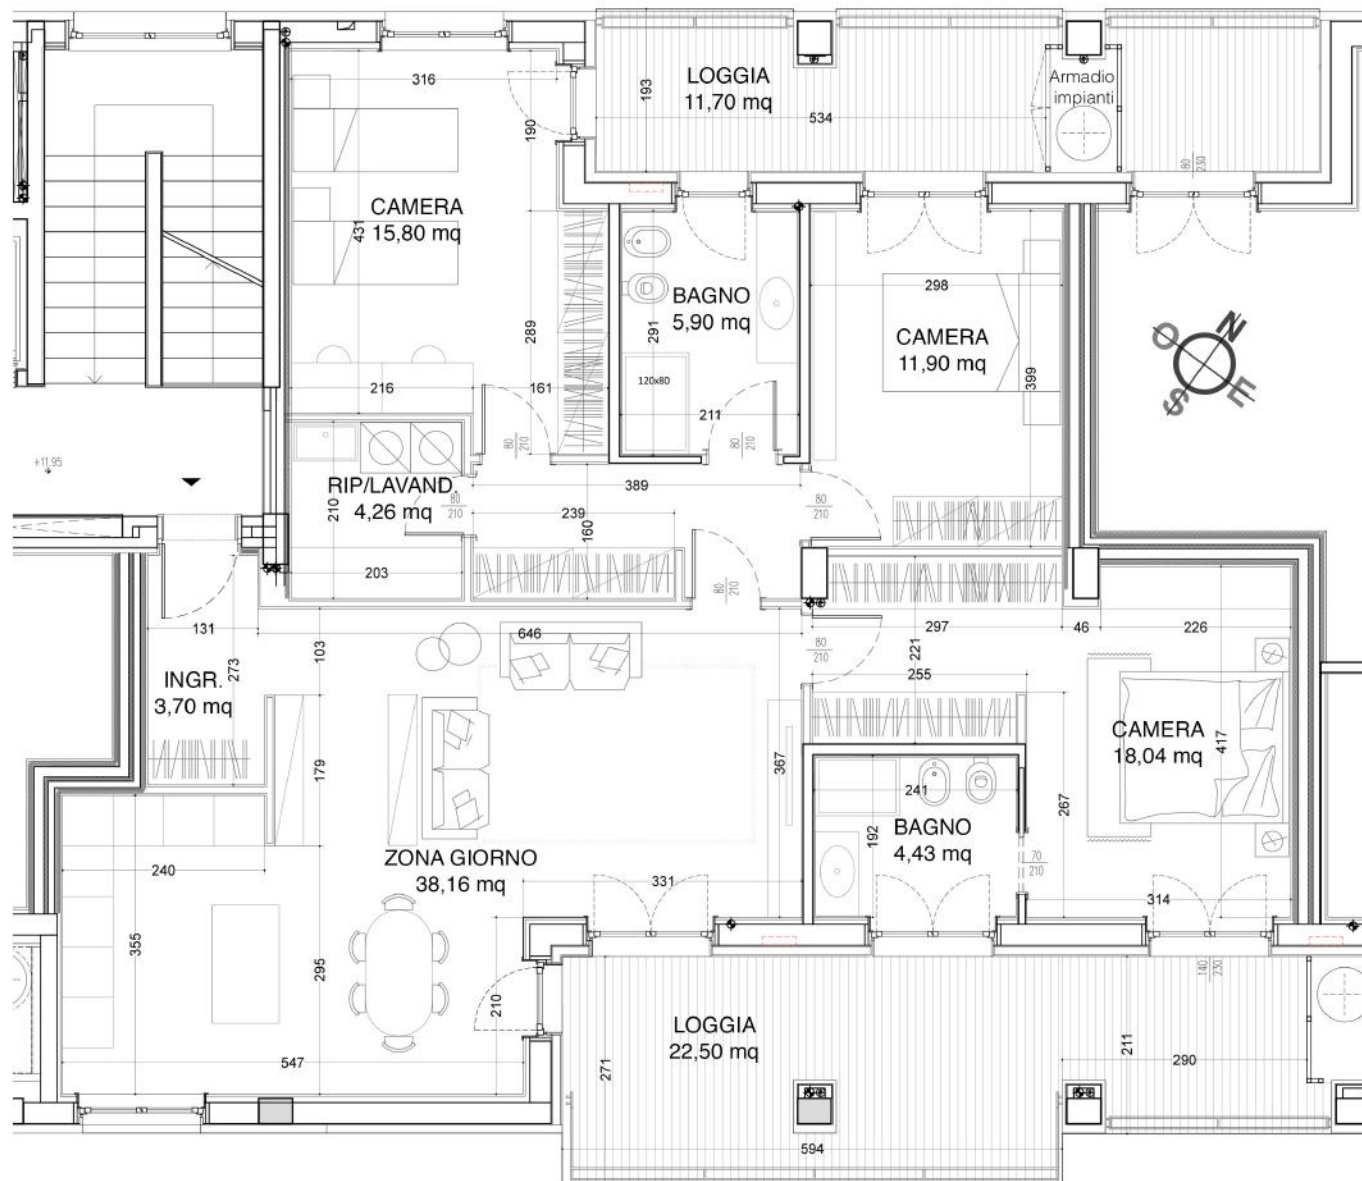 316
193
LOGGIA
11,70 mq
534
Armadio
impianti
190
80
230
CAMERA
15,80 mq
431
289
216
161
BAGNO
5,90 mq
291
120x80
211
298
CAMERA
11,90 mq
399
N
O
E
S
+11.95
80
210
80
210
RIP/LAVAND.
4,26 mq
210
80
210
389
239
160
203
80
210
80
210
131
646
103
297
46
226
80
210
221
255
INGR.
3,70 mq
273
179
367
CAMERA
18,04 mq
417
267
241
192
BAGNO
4,43 mq
70
210
314
ZONA GIORNO
38,16 mq
331
240
355
295
210
547
LOGGIA
22,50 mq
271
140
230
211
290
594